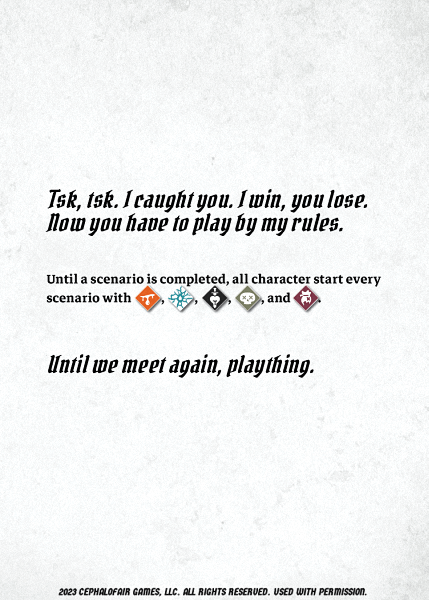 Tsk, tsk. I caught you. I win, you lose.
Now you have to play by my rules.
Until a scenario is completed, all character start every
scenario with , , , , and .
Until we meet again, plaything.
2023 CEPHALOFAIR GAMES, LLC. ALL RIGHTS RESERVED. USED WITH PERMISSION.